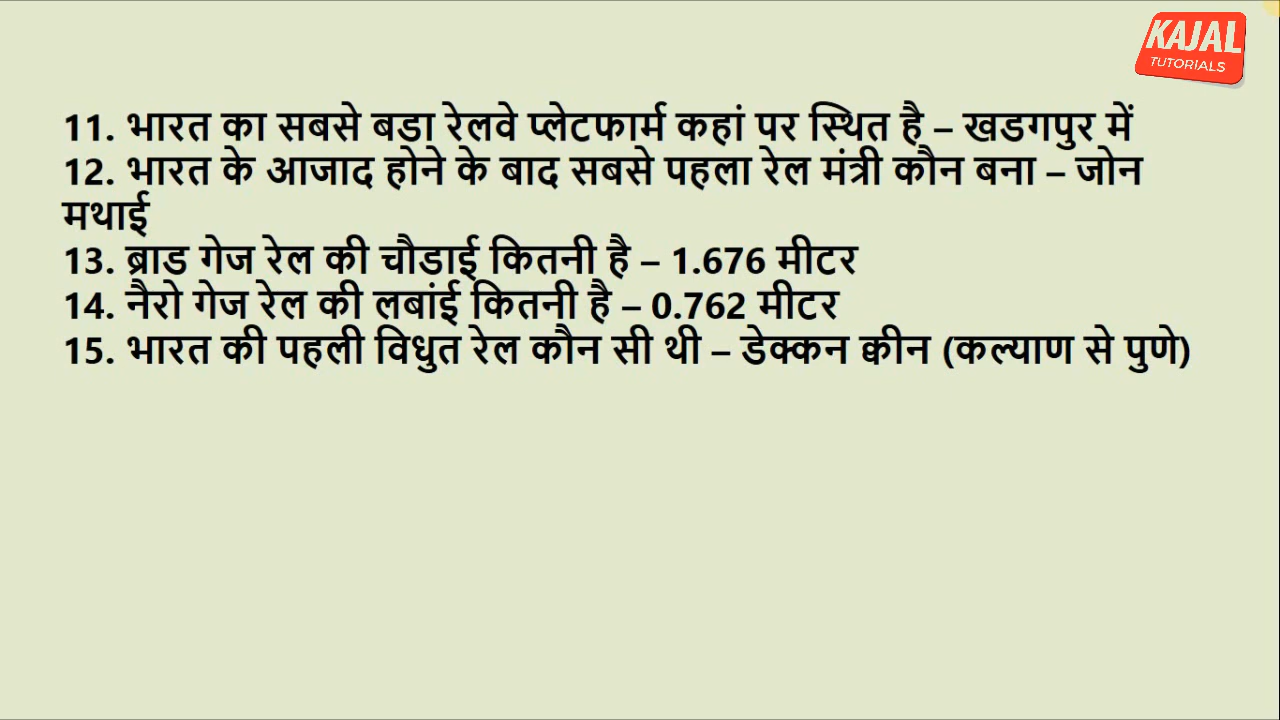 KAJAL
TUTORIALS
11. भारत का सबसे बडा रेलवे प्लेटफार्म कहां पर स्थित है – खडगपुर में
12. भारत के आजाद होने के बाद सबसे पहला रेल मंत्री कौन बना – जोन
मथाई
13. ब्राड गेज रेल की चौडाई कितनी है – 1.676 मीटर
14. नैरो गेज रेल की लबांई कितनी है – 0.762 मीटर
15. भारत की पहली विधुत रेल कौन सी थी – डेक्कन क्वीन (कल्याण से पुणे)